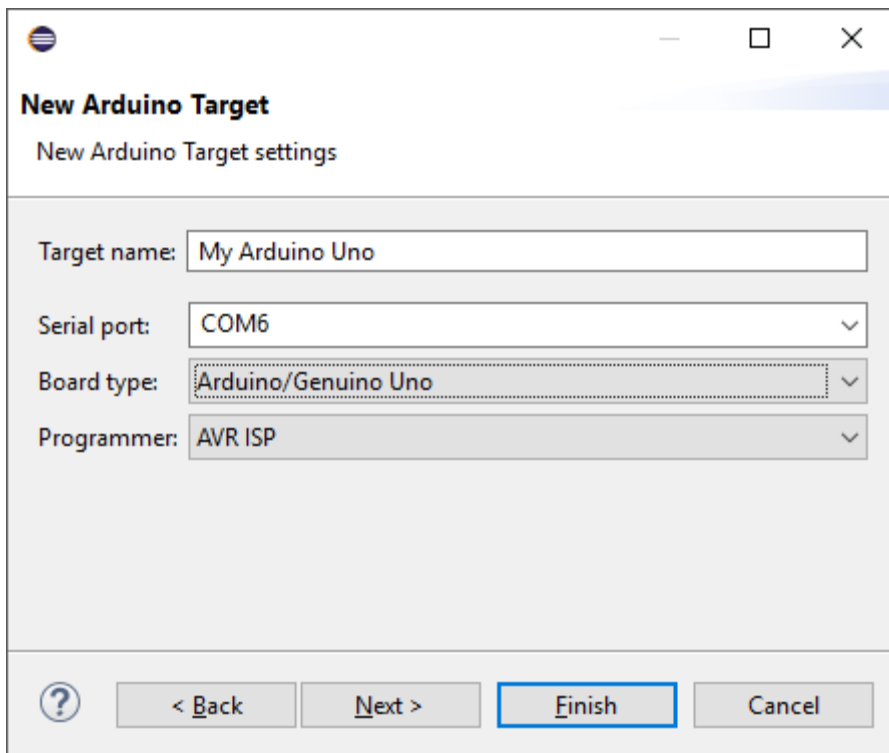 New Arduino Target
New Arduino Target settings
Target name: My Arduino Uno
Serial port: COM6
Board type: Arduino/Genuino Uno
Programmer: AVR ISP
? < Back Next > Finish Cancel